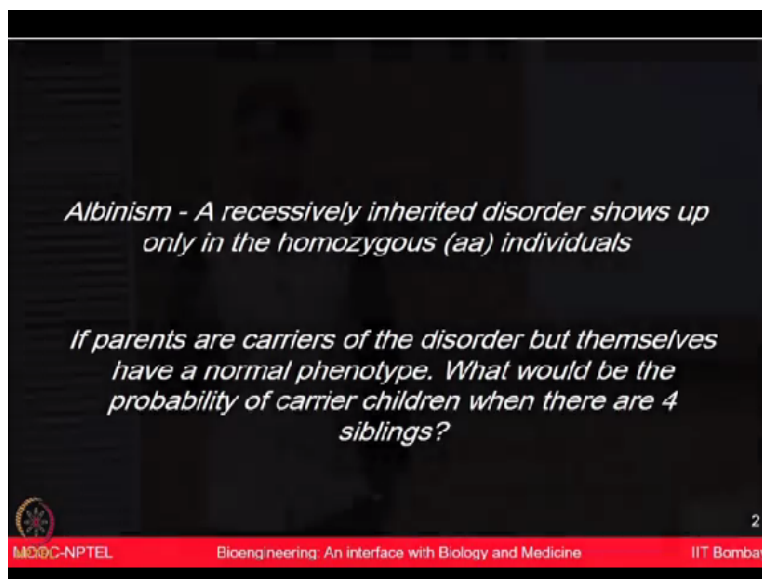 Albinism - A recessively inherited disorder shows up
only in the homozygous (aa) individuals
If parents are carriers of the disorder but themselves
have a normal phenotype. What would be the
probability of carrier children when there are 4
siblings?
2
MOOC-NPTEL
Bioengineering: An interface with Biology and Medicine
IIT Bombay